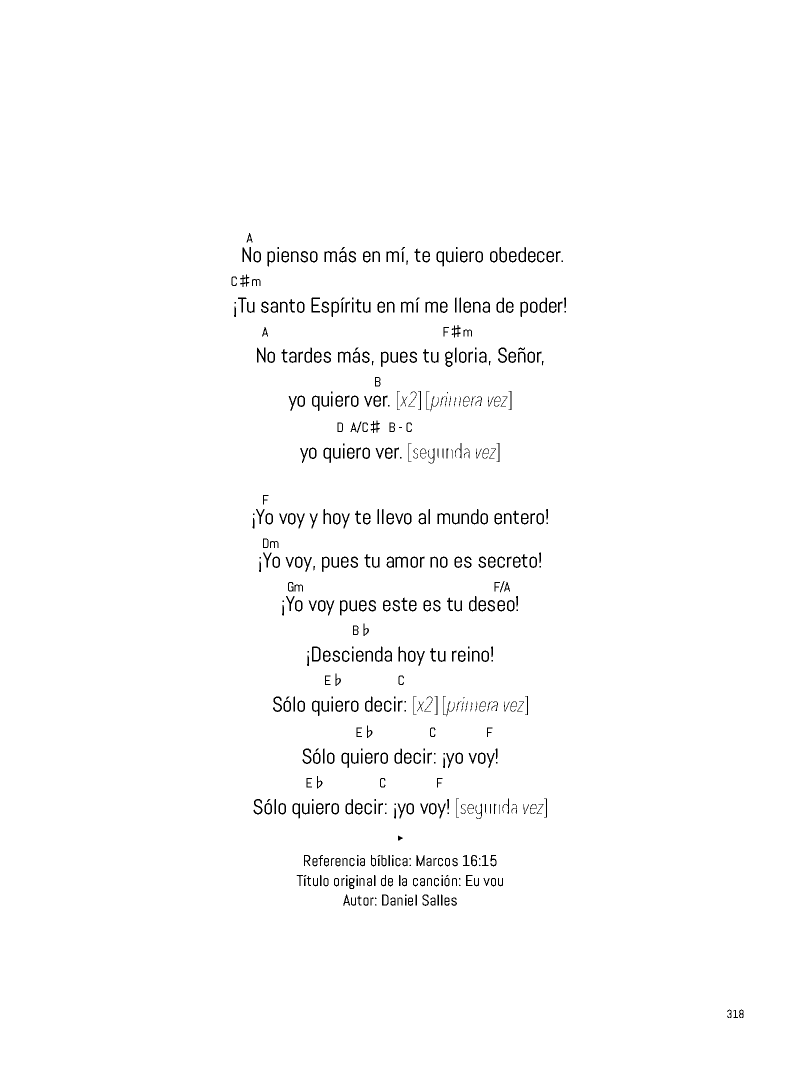 A
No pienso más en mí, te quiero obedecer.
C♯m
¡Tu santo Espíritu en mí me llena de poder!
A F♯m
No tardes más, pues tu gloria, Señor,
B
yo quiero ver. [x2] [primera vez]
D A/C♯ B - C
yo quiero ver. [segunda vez]
F
¡Yo voy y hoy te llevo al mundo entero!
Dm
¡Yo voy, pues tu amor no es secreto!
Gm F/A
¡Yo voy pues este es tu deseo!
B♭
¡Descienda hoy tu reino!
E♭ C
Sólo quiero decir: [x2] [primera vez]
E♭ C F
Sólo quiero decir: ¡yo voy!
E♭ C F
Sólo quiero decir: ¡yo voy! [segunda vez]
▸
Referencia bíblica: Marcos 16:15
Título original de la canción: Eu vou
Autor: Daniel Salles
318